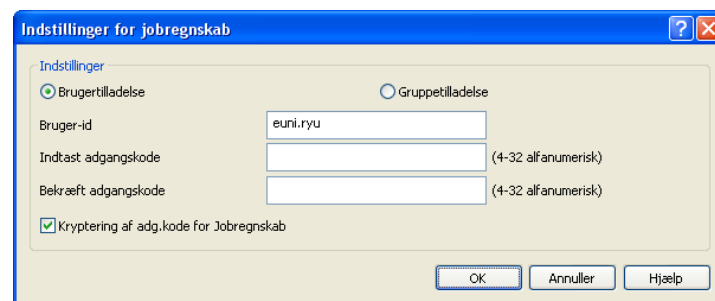 Indstillinger for jobregnskab
Indstillinger
Brugertilladelse Gruppetilladelse
Bruger-id euni.ryu
Indtast adgangskode (4-32 alfanumerisk)
Bekræft adgangskode (4-32 alfanumerisk)
Kryptering af adg.kode for Jobregnskab
OK Annuller Hjælp